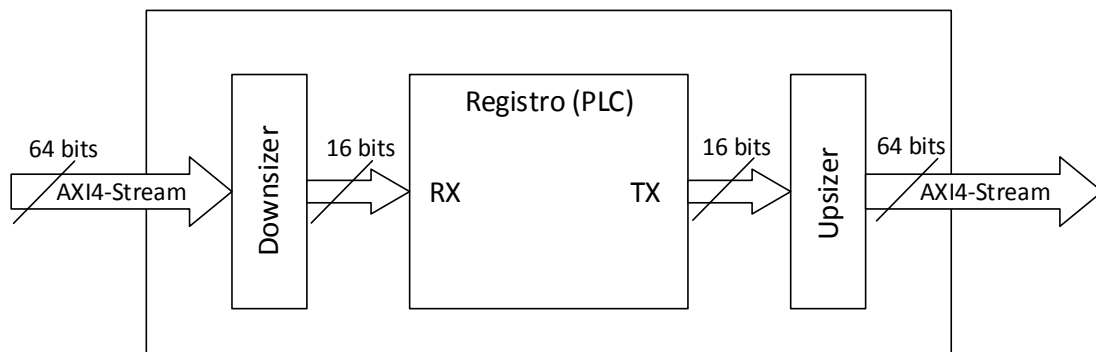 Registro (PLC)
64 bits
16 bits
16 bits
64 bits
AXI4-Stream
Downsizer
RX
TX
Upsizer
AXI4-Stream